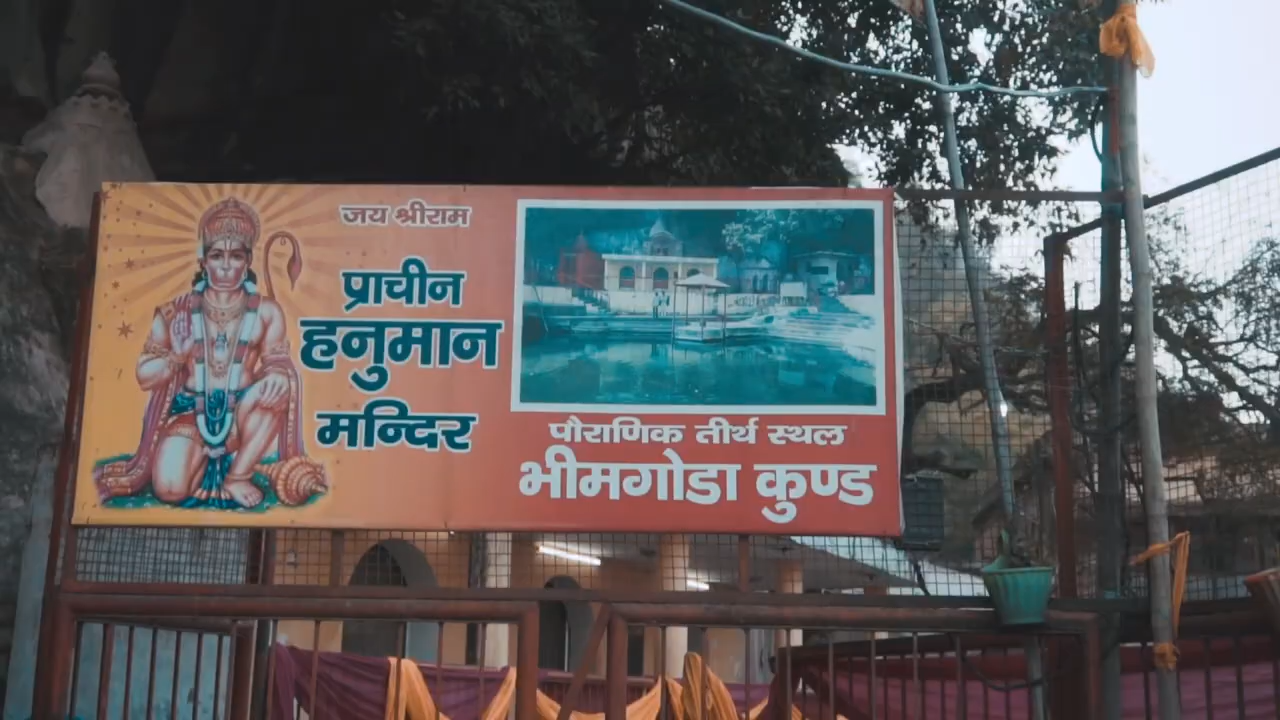 जय श्रीराम
प्राचीन
हनुमान
मन्दिर
पौराणिक तीर्थ स्थल
भीमगोडा कुण्ड